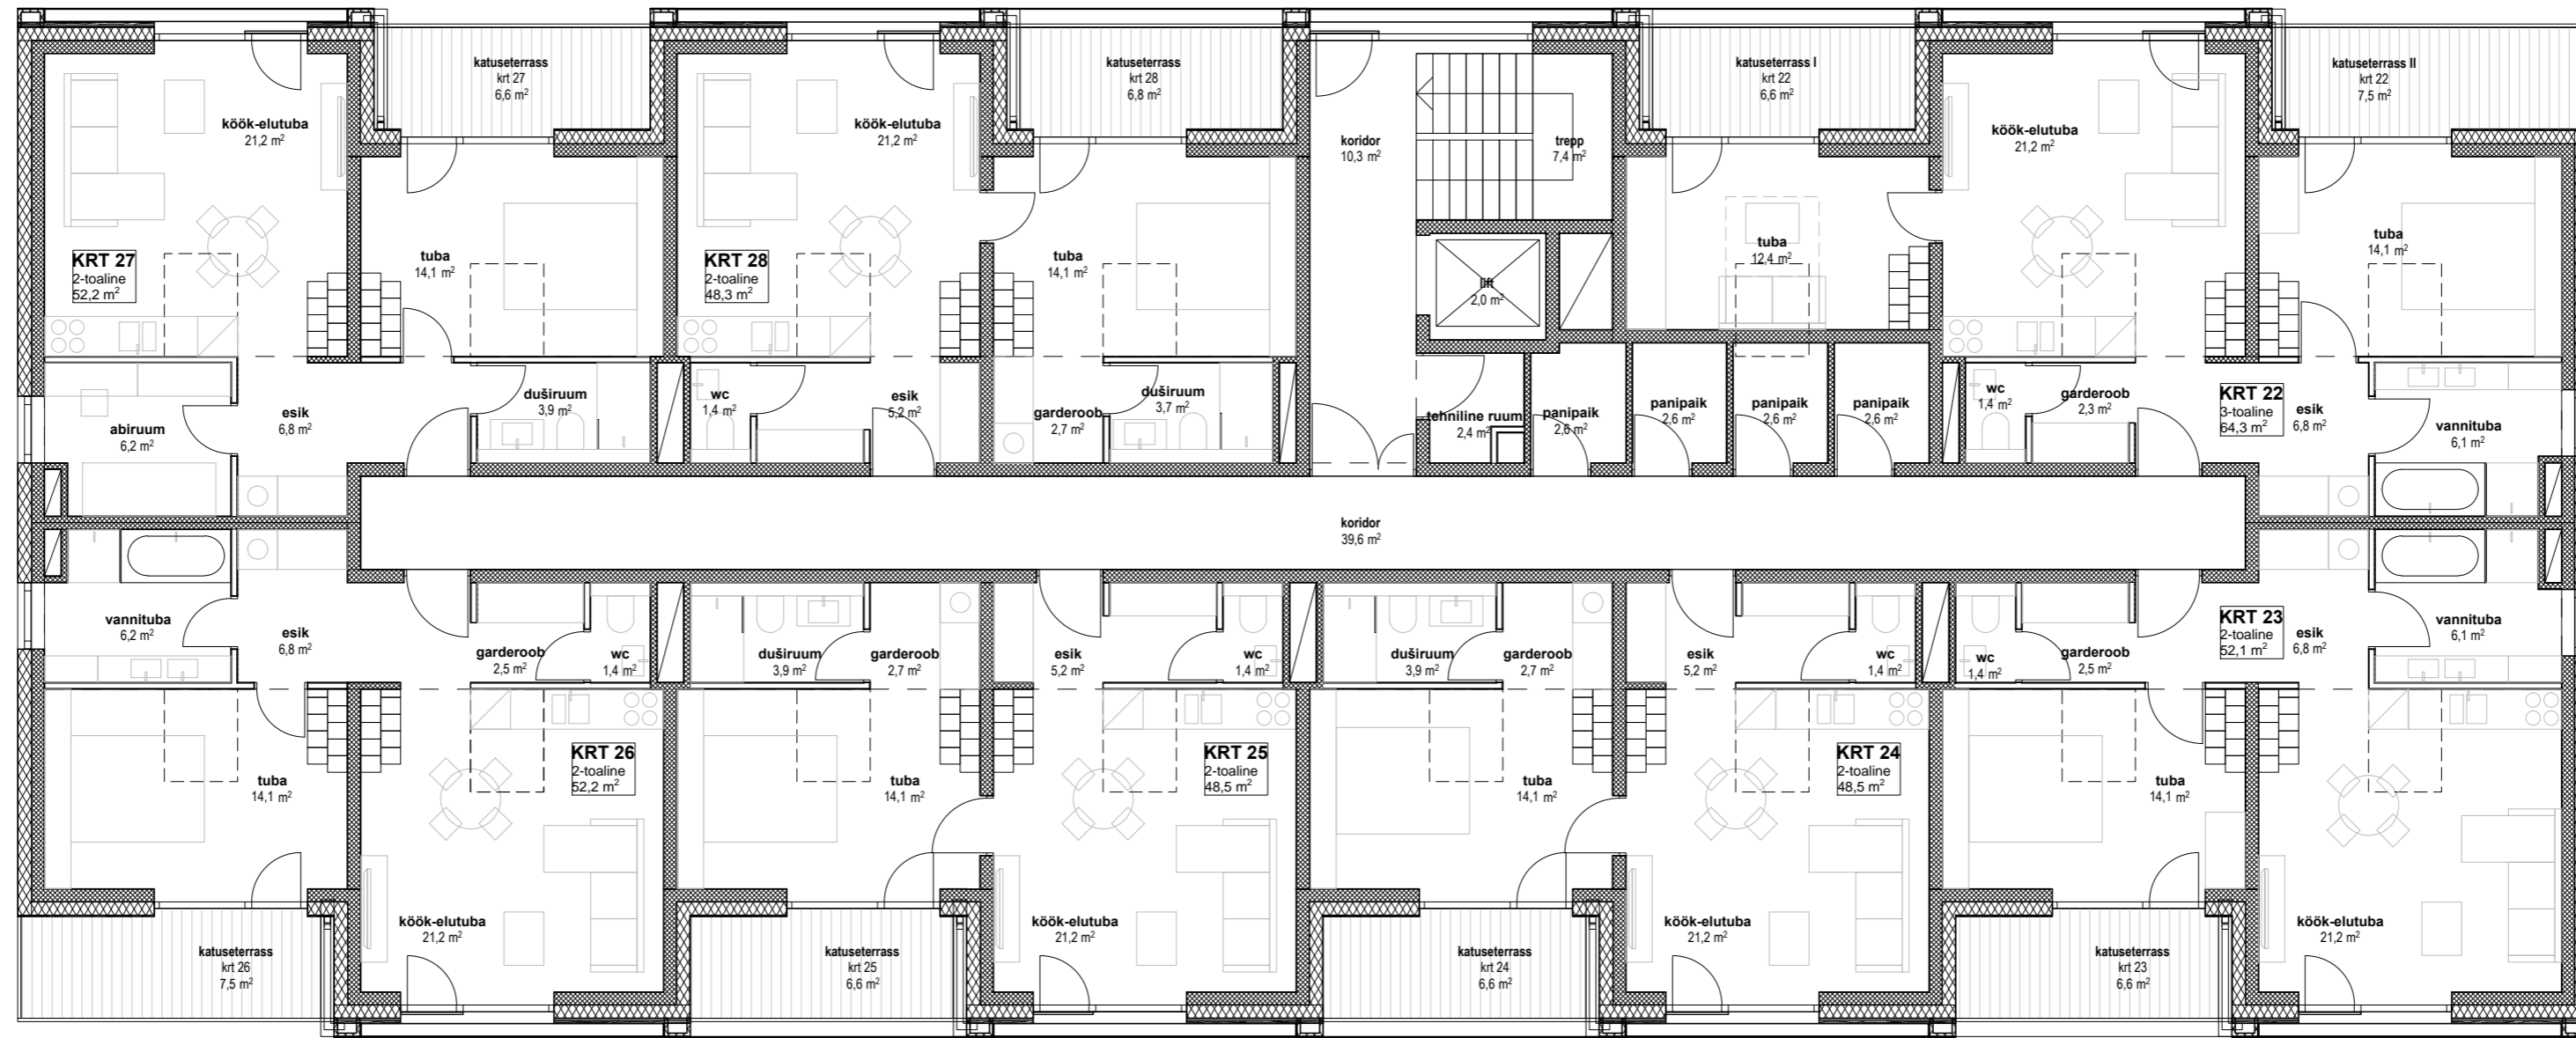 katuseterrass
krt 27
6,6 m²
katuseterrass
krt 28
6,8 m²
katuseterrass I
krt 22
6,6 m²
katuseterrass II
krt 22
7,5 m²
köök-elutuba
21,2 m²
köök-elutuba
21,2 m²
koridor
10,3 m²
trepp
7,4 m²
köök-elutuba
21,2 m²
KRT 27
2-toaline
52,2 m²
tuba
14,1 m²
KRT 28
2-toaline
48,3 m²
tuba
14,1 m²
lift
2,0 m²
tuba
12,4 m²
tuba
14,1 m²
abiruum
6,2 m²
esik
6,8 m²
duširuum
3,9 m²
wc
1,4 m²
esik
5,2 m²
garderoob
2,7 m²
duširuum
3,7 m²
tehniline ruum
2,4 m²
panipaik
2,6 m²
panipaik
2,6 m²
panipaik
2,6 m²
panipaik
2,6 m²
wc
1,4 m²
garderoob
2,3 m²
KRT 22
3-toaline
64,3 m²
esik
6,8 m²
vannituba
6,1 m²
koridor
39,6 m²
vannituba
6,2 m²
esik
6,8 m²
garderoob
2,5 m²
wc
1,4 m²
duširuum
3,9 m²
garderoob
2,7 m²
esik
5,2 m²
wc
1,4 m²
duširuum
3,9 m²
garderoob
2,7 m²
esik
5,2 m²
wc
1,4 m²
wc
1,4 m²
garderoob
2,5 m²
KRT 23
2-toaline
52,1 m²
esik
6,8 m²
vannituba
6,1 m²
tuba
14,1 m²
KRT 26
2-toaline
52,2 m²
tuba
14,1 m²
KRT 25
2-toaline
48,5 m²
tuba
14,1 m²
KRT 24
2-toaline
48,5 m²
tuba
14,1 m²
köök-elutuba
21,2 m²
köök-elutuba
21,2 m²
köök-elutuba
21,2 m²
köök-elutuba
21,2 m²
katuseterrass
krt 26
7,5 m²
katuseterrass
krt 25
6,6 m²
katuseterrass
krt 24
6,6 m²
katuseterrass
krt 23
6,6 m²